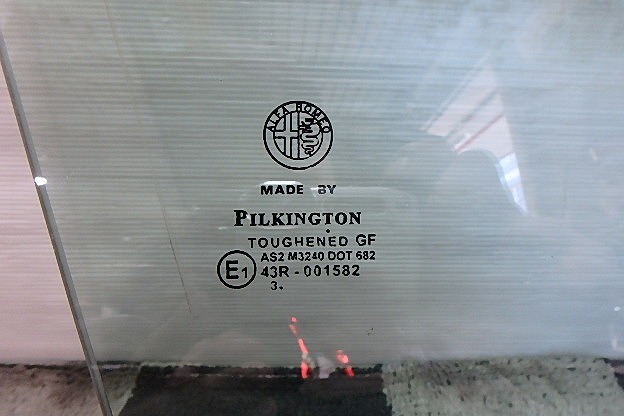 ALFA ROMEO
MADE BY
PILKINGTON
TOUGHENED GF
AS2 M3240 DOT 682
E1 43R - 001582
3.